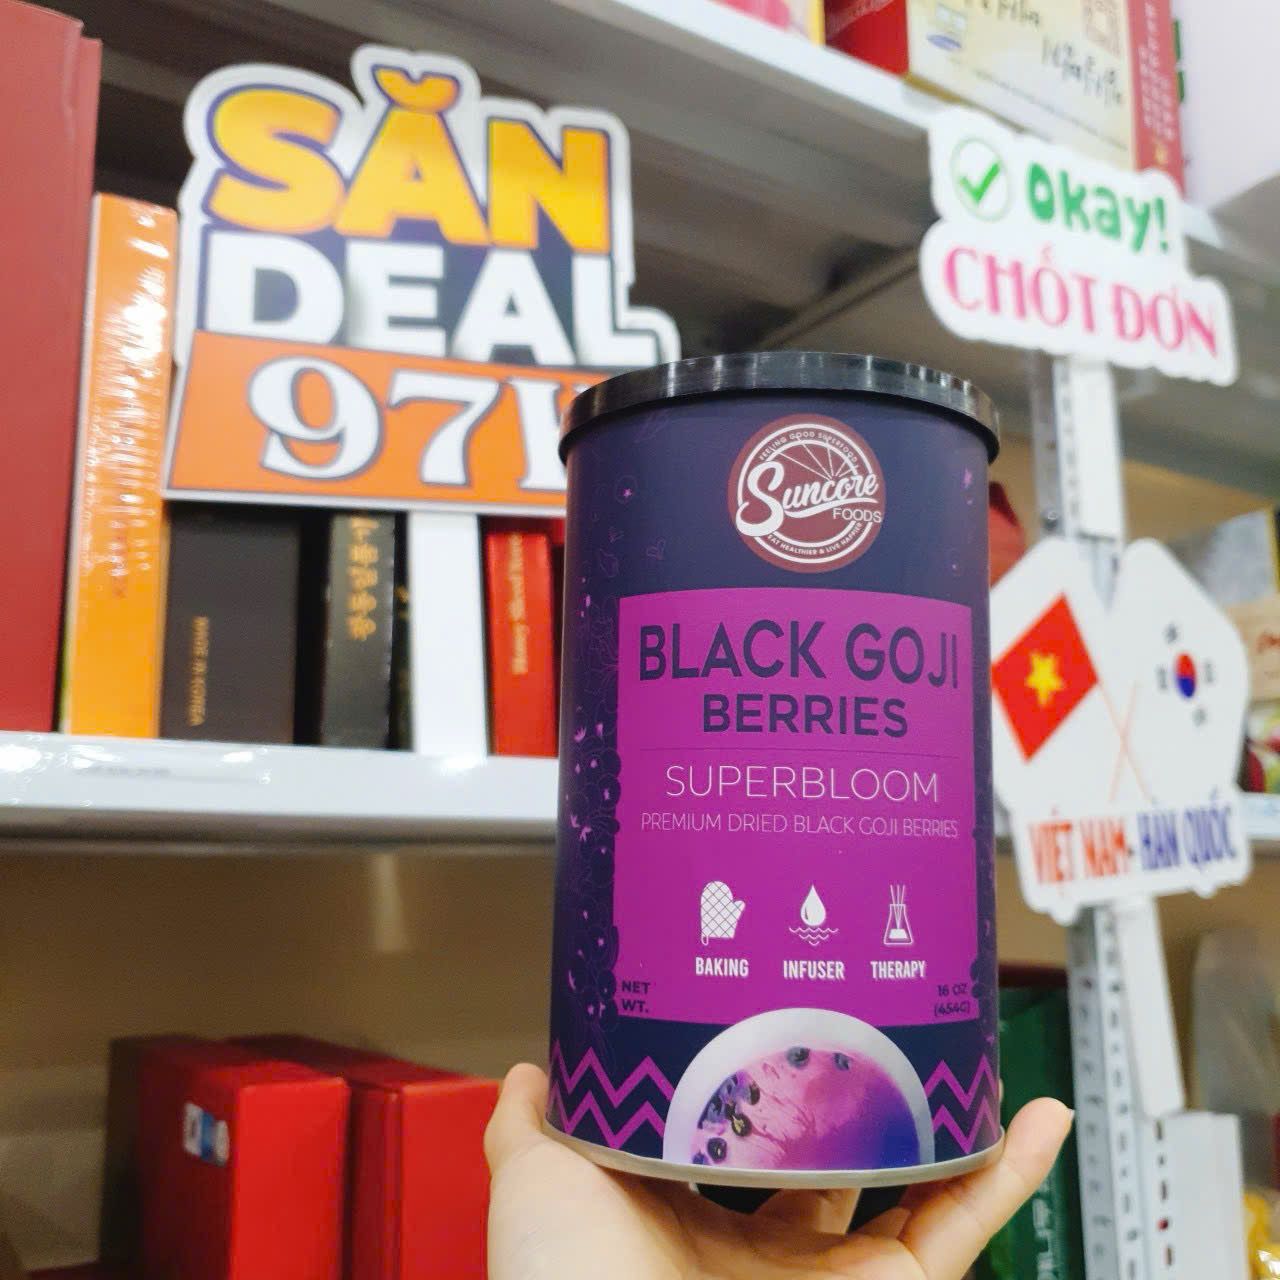 SĂN
DEAL
97K
Okay!
CHỐT ĐƠN
FEELING GOOD SUPERFOOD
Suncore
FOODS
EAT HEALTHIER & LIVE HAPPIER
BLACK GOJI
BERRIES
SUPERBLOOM
PREMIUM DRIED BLACK GOJI BERRIES
BAKING INFUSER THERAPY
NET
WT.
16 OZ
(454G)
VIỆT NAM - HÀN QUỐC
MADE IN KOREA